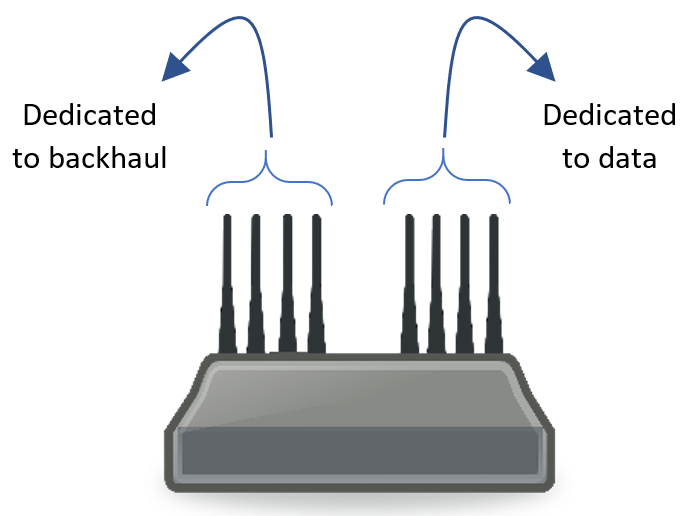 Dedicated
to backhaul
Dedicated
to data